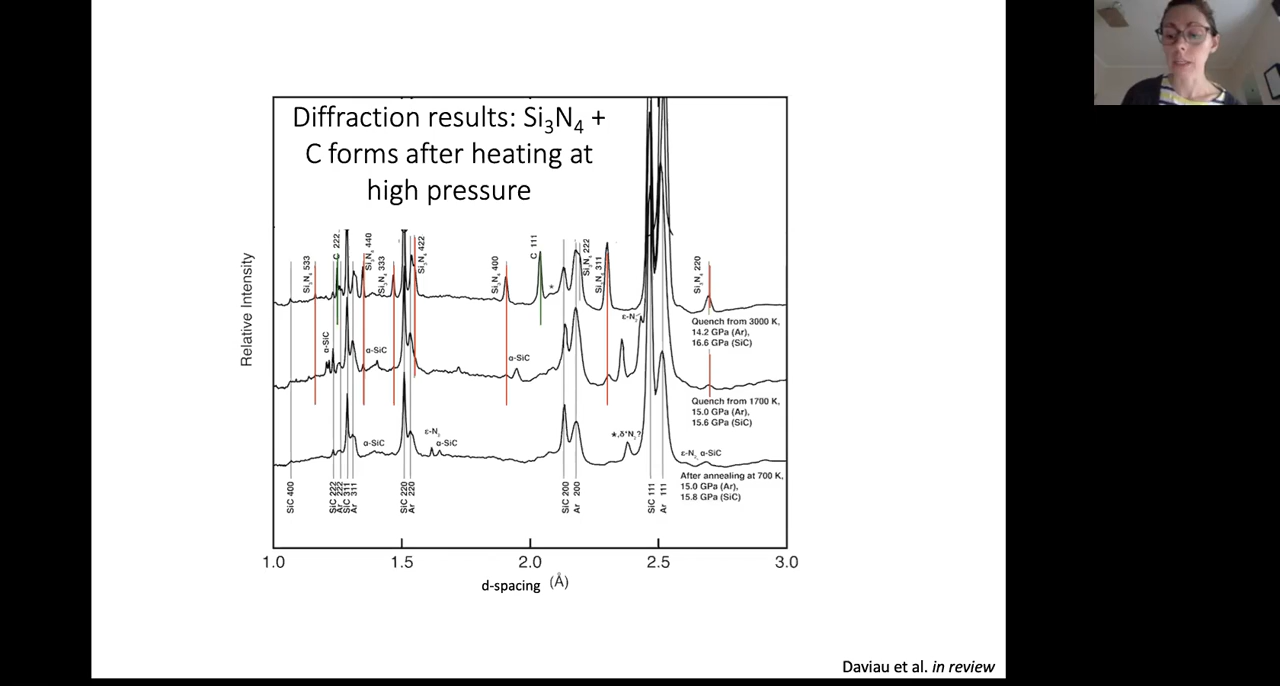 Diffraction results: Si₃N₄ +
C forms after heating at
high pressure
Relative Intensity
Si₃N₄ 533
C 222
Si₃N₄ 440
Si₃N₄ 333
Si₃N₄ 422
Si₃N₄ 400
C 111
*
Si₃N₄ 222
Si₃N₄ 311
Si₃N₄ 220
Quench from 3000 K,
14.2 GPa (Ar),
16.6 GPa (SiC)
α-SiC
α-SiC
α-SiC
ε-N₂
Quench from 1700 K,
15.0 GPa (Ar),
15.6 GPa (SiC)
α-SiC
ε-N₂
α-SiC
*,δ*N₂?
ε-N₂, α-SiC
After annealing at 700 K,
15.0 GPa (Ar),
15.8 GPa (SiC)
SiC 400
SiC 222
Ar 222
SiC 311
Ar 311
SiC 220
Ar 220
SiC 200
Ar 200
SiC 111
Ar 111
1.0 1.5 2.0 2.5 3.0
d-spacing (Å)
Daviau et al. in review